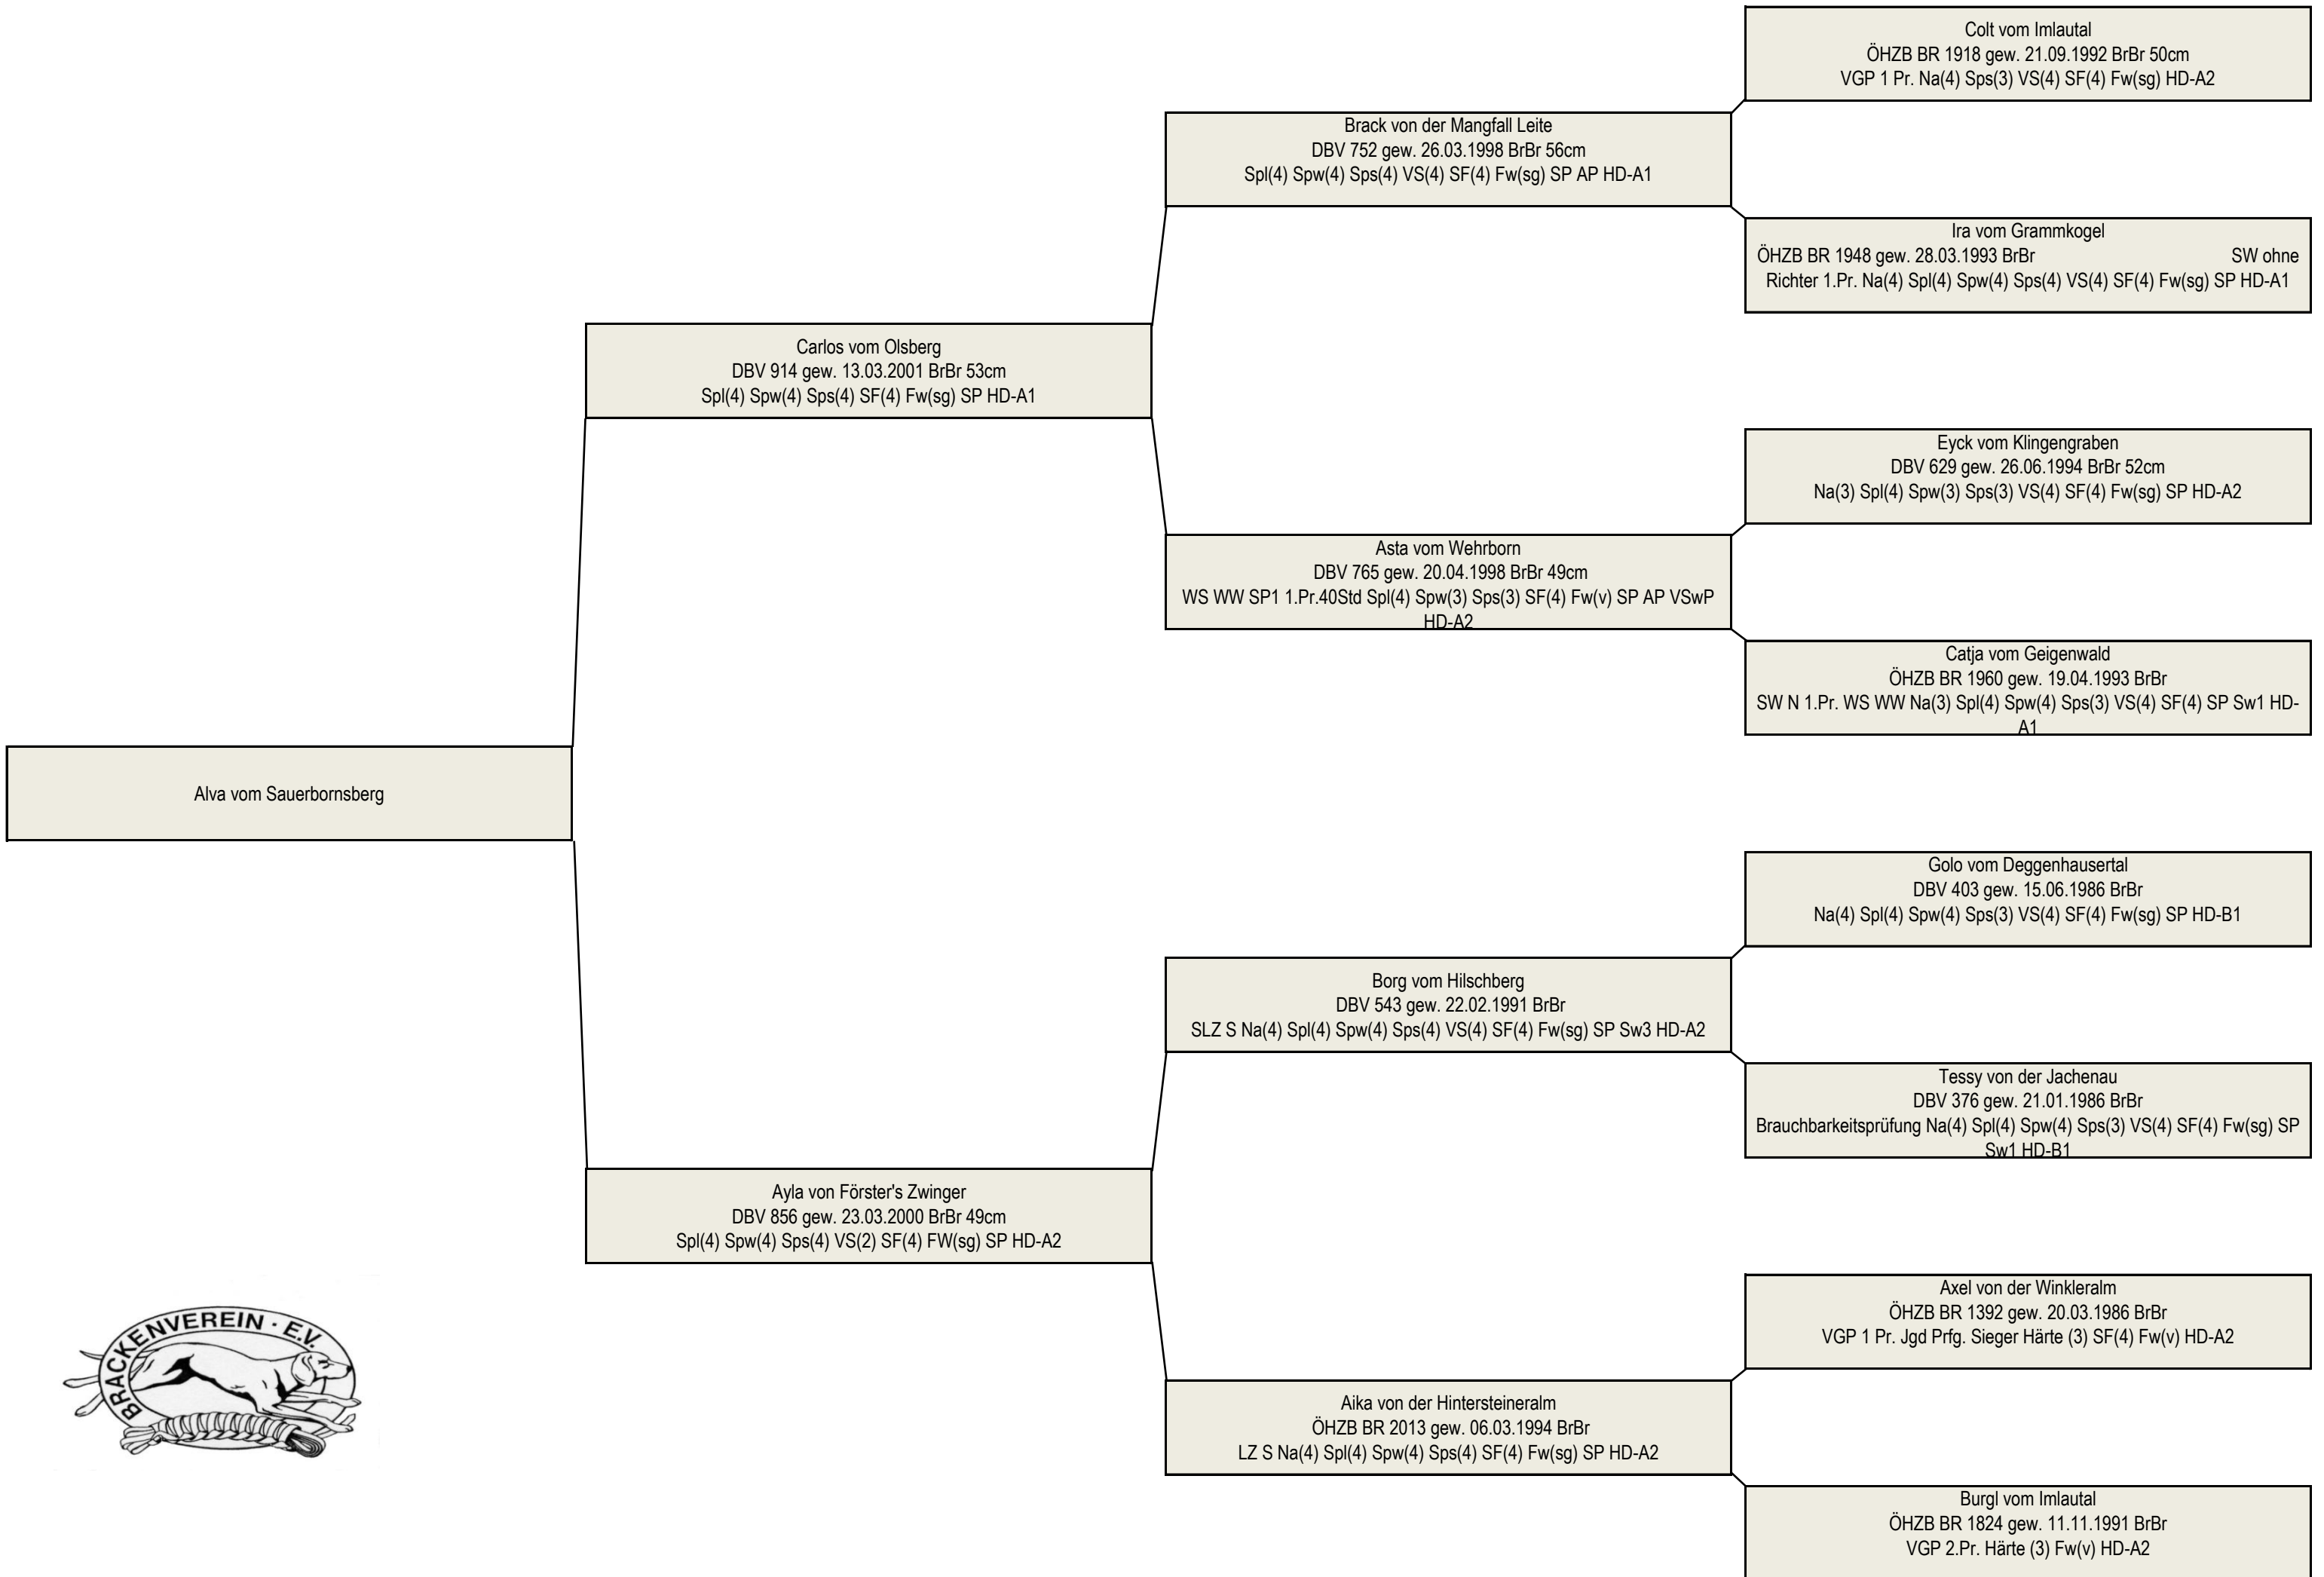 Colt vom Imlautal
ÖHZB BR 1918 gew. 21.09.1992 BrBr 50cm
VGP 1 Pr. Na(4) Sps(3) VS(4) SF(4) Fw(sg) HD-A2
Brack von der Mangfall Leite
DBV 752 gew. 26.03.1998 BrBr 56cm
Spl(4) Spw(4) Sps(4) VS(4) SF(4) Fw(sg) SP AP HD-A1
Ira vom Grammkogel
ÖHZB BR 1948 gew. 28.03.1993 BrBr SW ohne
Richter 1.Pr. Na(4) Spl(4) Spw(4) Sps(4) VS(4) SF(4) Fw(sg) SP HD-A1
Carlos vom Olsberg
DBV 914 gew. 13.03.2001 BrBr 53cm
Spl(4) Spw(4) Sps(4) SF(4) Fw(sg) SP HD-A1
Eyck vom Klingengraben
DBV 629 gew. 26.06.1994 BrBr 52cm
Na(3) Spl(4) Spw(3) Sps(3) VS(4) SF(4) Fw(sg) SP HD-A2
Asta vom Wehrborn
DBV 765 gew. 20.04.1998 BrBr 49cm
WS WW SP1 1.Pr.40Std Spl(4) Spw(3) Sps(3) SF(4) Fw(v) SP AP VSwP
HD-A2
Catja vom Geigenwald
ÖHZB BR 1960 gew. 19.04.1993 BrBr
SW N 1.Pr. WS WW Na(3) Spl(4) Spw(4) Sps(3) VS(4) SF(4) SP Sw1 HD-
A1
Alva vom Sauerbornsberg
Golo vom Deggenhausertal
DBV 403 gew. 15.06.1986 BrBr
Na(4) Spl(4) Spw(4) Sps(3) VS(4) SF(4) Fw(sg) SP HD-B1
Borg vom Hilschberg
DBV 543 gew. 22.02.1991 BrBr
SLZ S Na(4) Spl(4) Spw(4) Sps(4) VS(4) SF(4) Fw(sg) SP Sw3 HD-A2
Tessy von der Jachenau
DBV 376 gew. 21.01.1986 BrBr
Brauchbarkeitsprüfung Na(4) Spl(4) Spw(4) Sps(3) VS(4) SF(4) Fw(sg) SP
Sw1 HD-B1
Ayla von Förster's Zwinger
DBV 856 gew. 23.03.2000 BrBr 49cm
Spl(4) Spw(4) Sps(4) VS(2) SF(4) FW(sg) SP HD-A2
Axel von der Winkleralm
ÖHZB BR 1392 gew. 20.03.1986 BrBr
VGP 1 Pr. Jgd Prfg. Sieger Härte (3) SF(4) Fw(v) HD-A2
Aika von der Hintersteineralm
ÖHZB BR 2013 gew. 06.03.1994 BrBr
LZ S Na(4) Spl(4) Spw(4) Sps(4) SF(4) Fw(sg) SP HD-A2
Burgl vom Imlautal
ÖHZB BR 1824 gew. 11.11.1991 BrBr
VGP 2.Pr. Härte (3) Fw(v) HD-A2
BRACKENVEREIN · E.V.